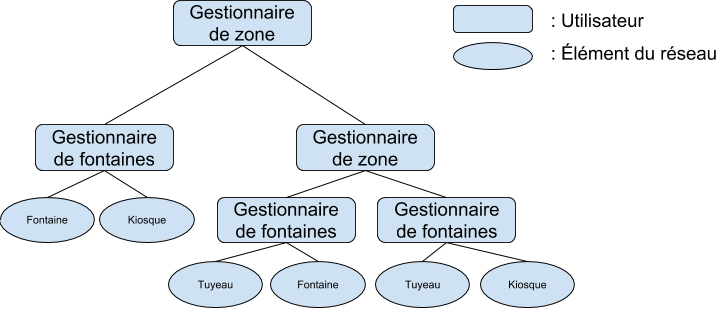 Gestionnaire
de zone
: Utilisateur
: Élément du réseau
Gestionnaire
de fontaines
Gestionnaire
de zone
Fontaine
Kiosque
Gestionnaire
de fontaines
Gestionnaire
de fontaines
Tuyeau
Fontaine
Tuyeau
Kiosque